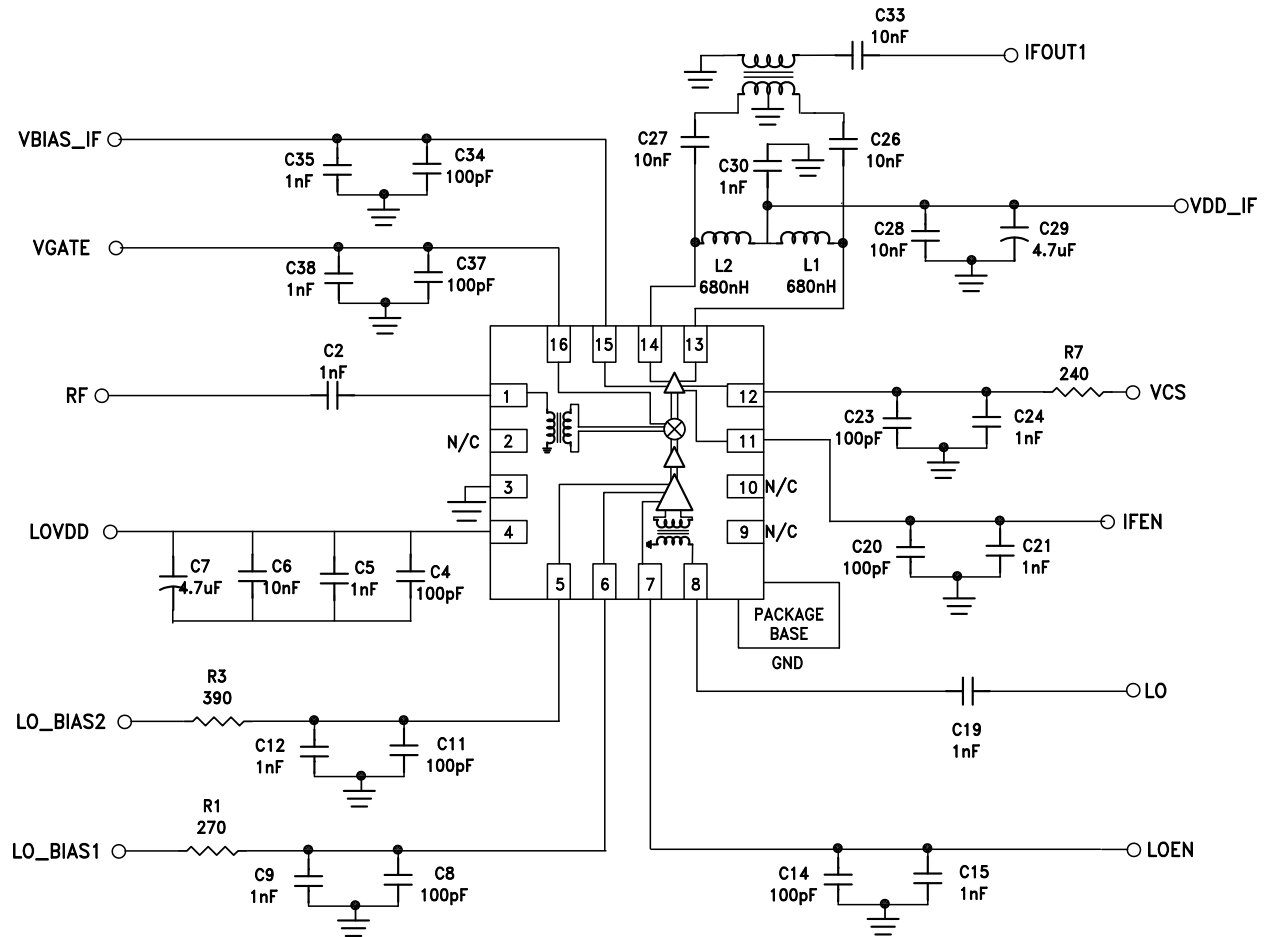 C33
10nF
IFOUT1
VBIAS_IF
C35
1nF
C34
100pF
C27
10nF
C30
1nF
C26
10nF
VDD_IF
C28
10nF
C29
4.7uF
VGATE
C38
1nF
C37
100pF
L2
680nH
L1
680nH
16
15
14
13
RF
C2
1nF
1
12
R7
240
VCS
C23
100pF
C24
1nF
N/C
2
11
3
10
N/C
LOVDD
4
9
N/C
IFEN
C20
100pF
C21
1nF
C7
4.7uF
C6
10nF
C5
1nF
C4
100pF
5
6
7
8
PACKAGE
BASE
GND
R3
390
LO_BIAS2
C12
1nF
C11
100pF
LO
C19
1nF
R1
270
LO_BIAS1
C9
1nF
C8
100pF
LOEN
C14
100pF
C15
1nF